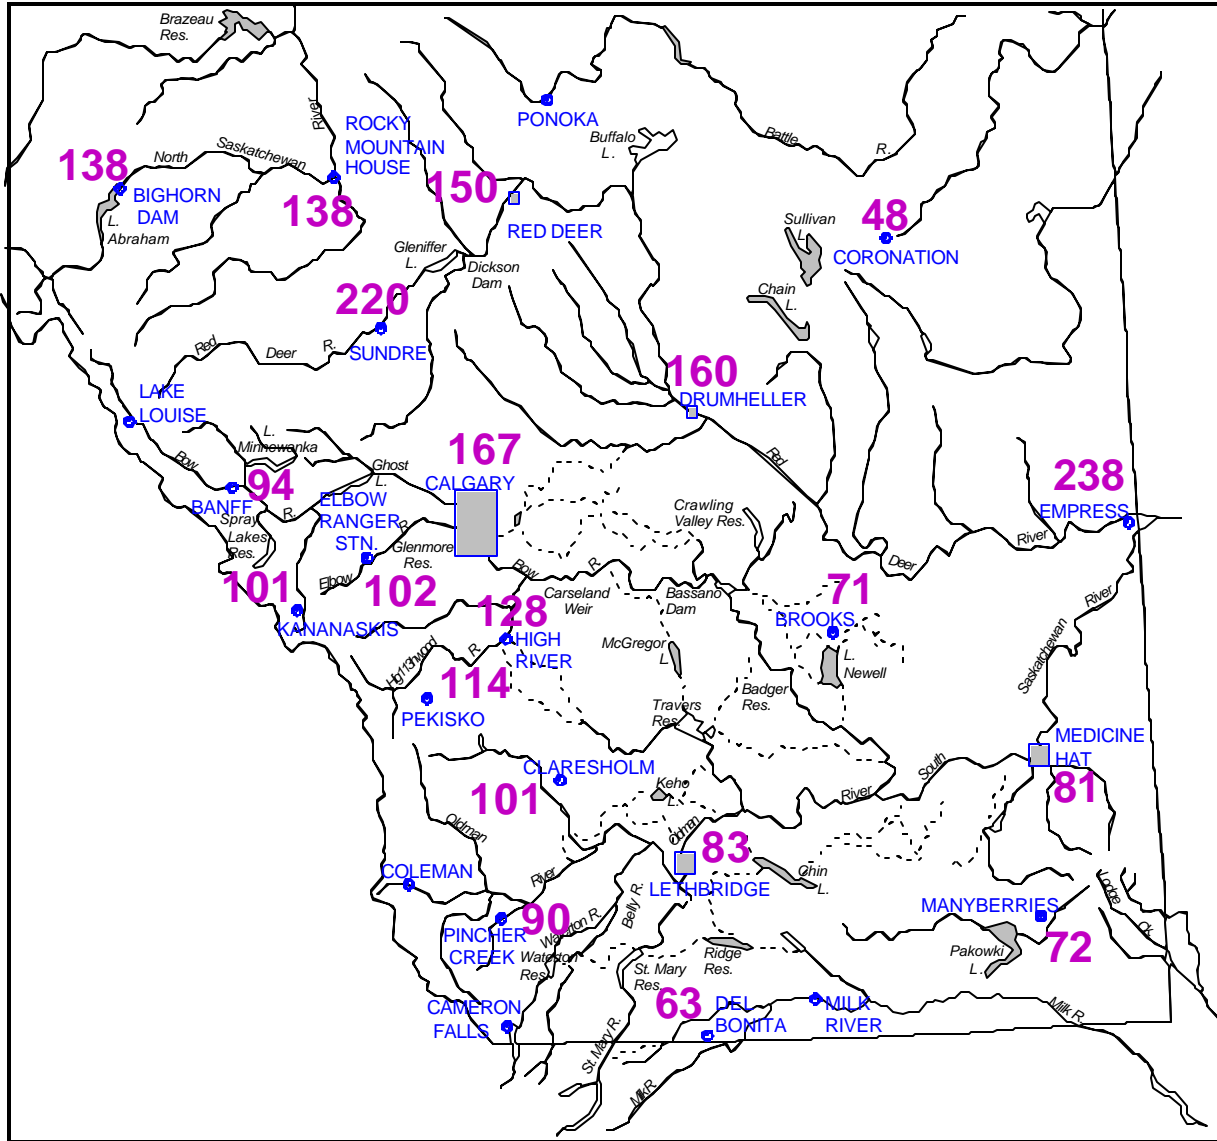 Brazeau
Res.
River
ROCKY
MOUNTAIN
HOUSE
PONOKA
Buffalo
L.
Battle
R.
North
Saskatchewan
138
BIGHORN
DAM
L.
Abraham
138
150
RED DEER
Sullivan
L.
48
CORONATION
Gleniffer
L.
Dickson
Dam
220
SUNDRE
Chain
L.
Red
Deer
R.
LAKE
LOUISE
160
DRUMHELLER
L.
Minnewanka
Bow
BANFF
94
R.
Ghost
L.
167
CALGARY
Red
238
EMPRESS
Spray
Lakes
Res.
ELBOW
RANGER
STN.
R.
Glenmore
Res.
Elbow
102
Crawling
Valley Res.
Deer
River
Bow
R.
Carseland
Weir
Bassano
Dam
River
101
KANANASKIS
128
HIGH
RIVER
71
BROOKS
McGregor
L
L.
Newell
Saskatchewan
R.
114
PEKISKO
Travers
Res.
Badger
Res.
MEDICINE
HAT
81
CLARESHOLM
101
Keho
L.
River
South
Oldman
Oldman
83
LETHBRIDGE
Chin
L.
COLEMAN
River
Belly R.
MANYBERRIES
72
Lodge
Ck.
Pakowki
L.
90
PINCHER
CREEK
Waterton R.
Waterton
Res.
St. Mary
Res.
Ridge
Res.
CAMERON
FALLS
63
DEL
BONITA
MILK
RIVER
Milk R.
St. Mary R.
Milk R.